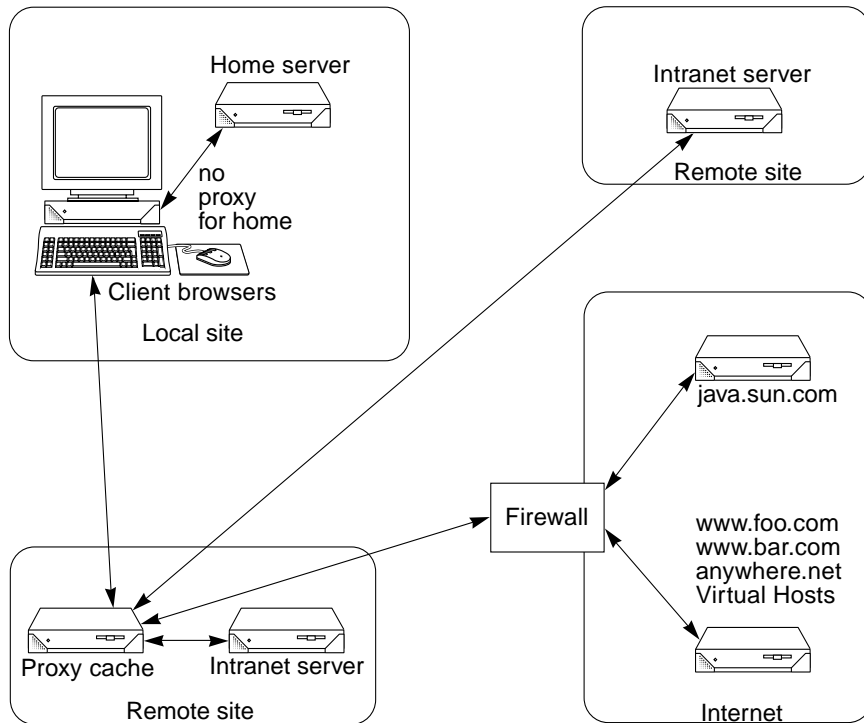 Home server
no
proxy
for home
Client browsers
Local site
Intranet server
Remote site
java.sun.com
Firewall
www.foo.com
www.bar.com
anywhere.net
Virtual Hosts
Internet
Proxy cache
Intranet server
Remote site